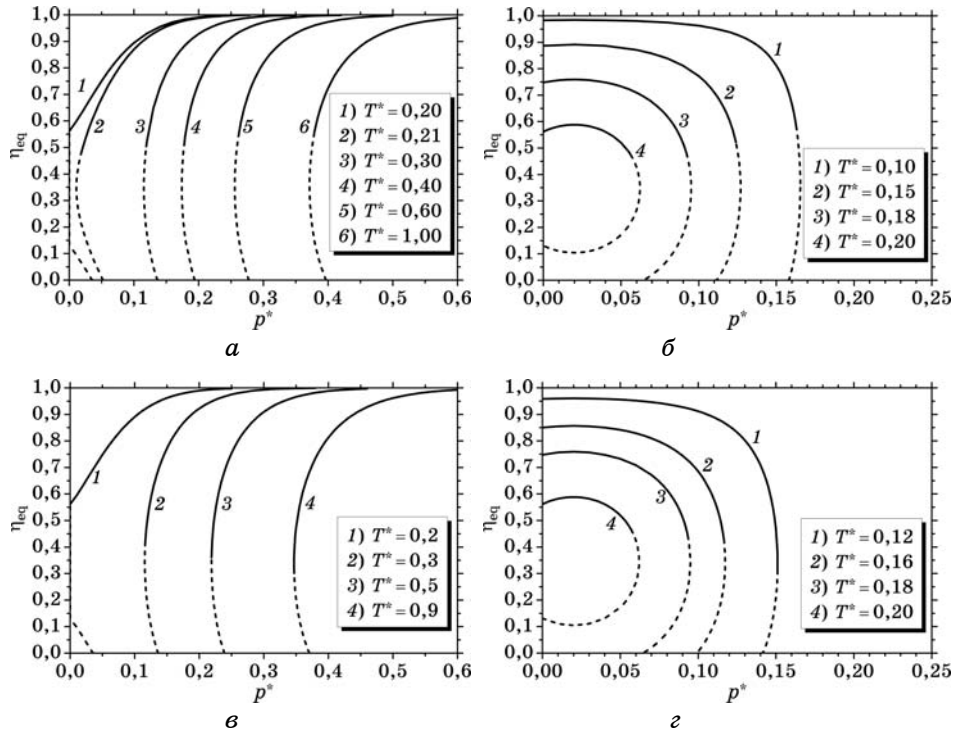 1,0
0,9
0,8
0,7
0,6
0,5
0,4
0,3
0,2
0,1
0,0
ηeq
1
2
3
4
5
6
1) T* = 0,20
2) T* = 0,21
3) T* = 0,30
4) T* = 0,40
5) T* = 0,60
6) T* = 1,00
0,0 0,1 0,2 0,3 0,4 0,5 0,6
p*
а
1,0
0,9
0,8
0,7
0,6
0,5
0,4
0,3
0,2
0,1
0,0
ηeq
1
2
3
4
1) T* = 0,10
2) T* = 0,15
3) T* = 0,18
4) T* = 0,20
0,00 0,05 0,10 0,15 0,20 0,25
p*
б
1,0
0,9
0,8
0,7
0,6
0,5
0,4
0,3
0,2
0,1
0,0
ηeq
1
2
3
4
1) T* = 0,2
2) T* = 0,3
3) T* = 0,5
4) T* = 0,9
0,0 0,1 0,2 0,3 0,4 0,5 0,6
p*
в
1,0
0,9
0,8
0,7
0,6
0,5
0,4
0,3
0,2
0,1
0,0
ηeq
1
2
3
4
1) T* = 0,12
2) T* = 0,16
3) T* = 0,18
4) T* = 0,20
0,00 0,05 0,10 0,15 0,20 0,25
p*
г